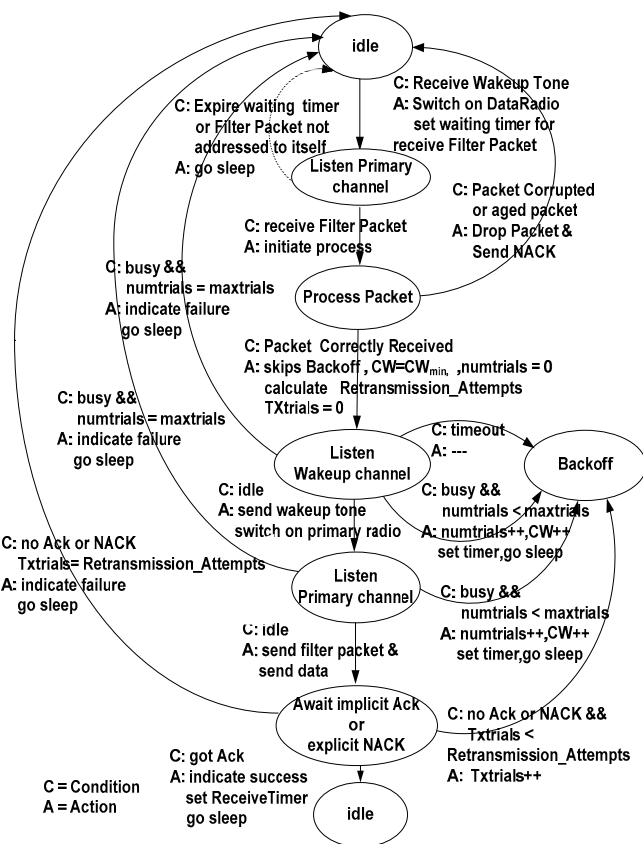 idle
C: Receive Wakeup Tone
A: Switch on DataRadio
set waiting timer for
receive Filter Packet
C: Expire waiting timer
or Filter Packet not
addressed to itself
A: go sleep
Listen Primary
channel
C: Packet Corrupted
or aged packet
A: Drop Packet &
Send NACK
C: receive Filter Packet
A: initiate process
C: busy &&
numtrials = maxtrials
A: indicate failure
go sleep
Process Packet
C: Packet Correctly Received
A: skips Backoff , CW=CWmin, ,numtrials = 0
calculate Retransmission_Attempts
TXtrials = 0
C: busy &&
numtrials = maxtrials
A: indicate failure
go sleep
Listen
Wakeup channel
C: timeout
A: ---
Backoff
C: idle
A: send wakeup tone
switch on primary radio
C: busy &&
numtrials < maxtrials
A: numtrials++,CW++
set timer,go sleep
C: no Ack or NACK
Txtrials= Retransmission_Attempts
A: indicate failure
go sleep
Listen
Primary channel
C: busy &&
numtrials < maxtrials
A: numtrials++,CW++
set timer,go sleep
C: idle
A: send filter packet &
send data
Await implicit Ack
or
explicit NACK
C: no Ack or NACK &&
Txtrials <
Retransmission_Attempts
A: Txtrials++
C: got Ack
A: indicate success
set ReceiveTimer
go sleep
C = Condition
A = Action
idle